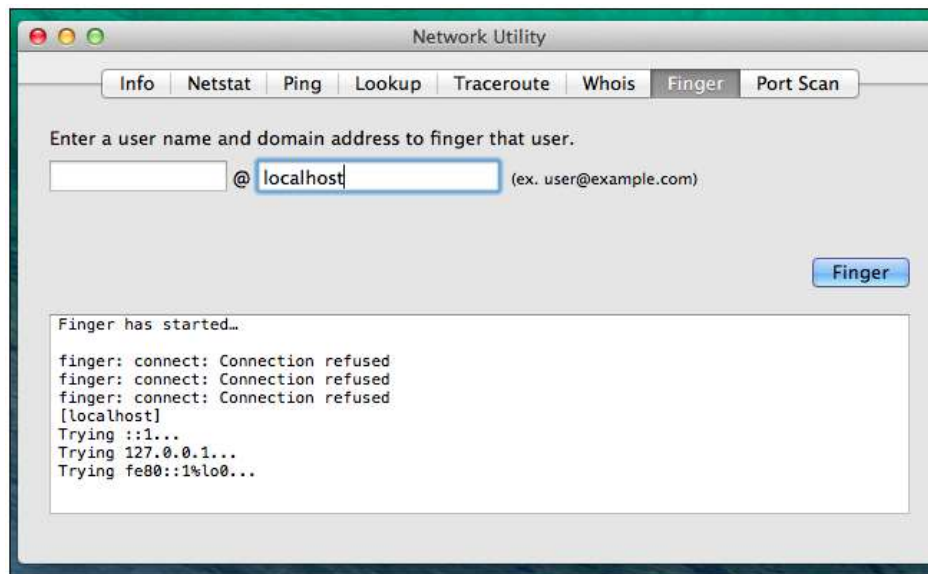 Network Utility
Info Netstat Ping Lookup Traceroute Whois Finger Port Scan
Enter a user name and domain address to finger that user.
@ localhost (ex. user@example.com)
Finger
Finger has started…
finger: connect: Connection refused
finger: connect: Connection refused
finger: connect: Connection refused
[localhost]
Trying ::1...
Trying 127.0.0.1...
Trying fe80::1%lo0...